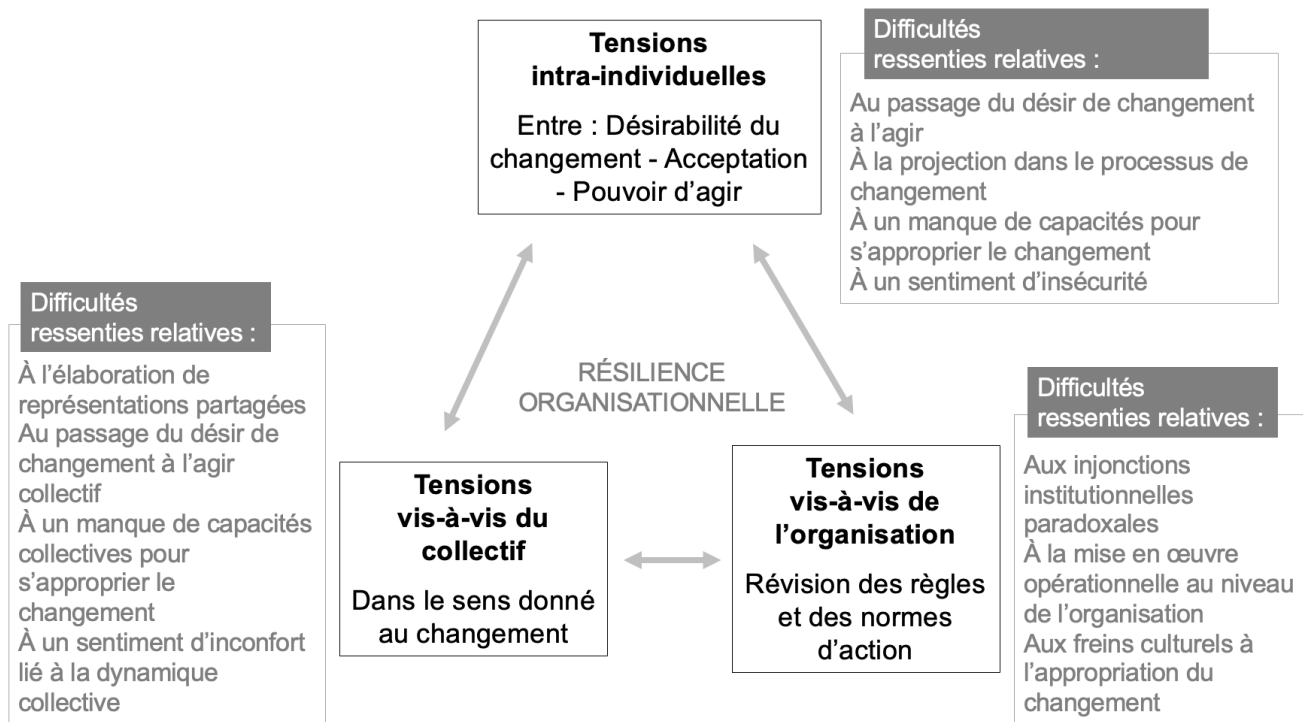 Tensions
intra-individuelles
Entre : Désirabilité du
changement - Acceptation
- Pouvoir d’agir
Difficultés
ressenties relatives :
Au passage du désir de changement
à l’agir
À la projection dans le processus de
changement
À un manque de capacités pour
s’approprier le changement
À un sentiment d’insécurité
Difficultés
ressenties relatives :
À l’élaboration de
représentations partagées
Au passage du désir de
changement à l’agir
collectif
À un manque de capacités
collectives pour
s’approprier le
changement
À un sentiment d’inconfort
lié à la dynamique
collective
RÉSILIENCE
ORGANISATIONNELLE
Tensions
vis-à-vis du
collectif
Dans le sens donné
au changement
Tensions
vis-à-vis de
l’organisation
Révision des règles
et des normes
d’action
Difficultés
ressenties relatives :
Aux injonctions
institutionnelles
paradoxales
À la mise en œuvre
opérationnelle au niveau
de l’organisation
Aux freins culturels à
l’appropriation du
changement